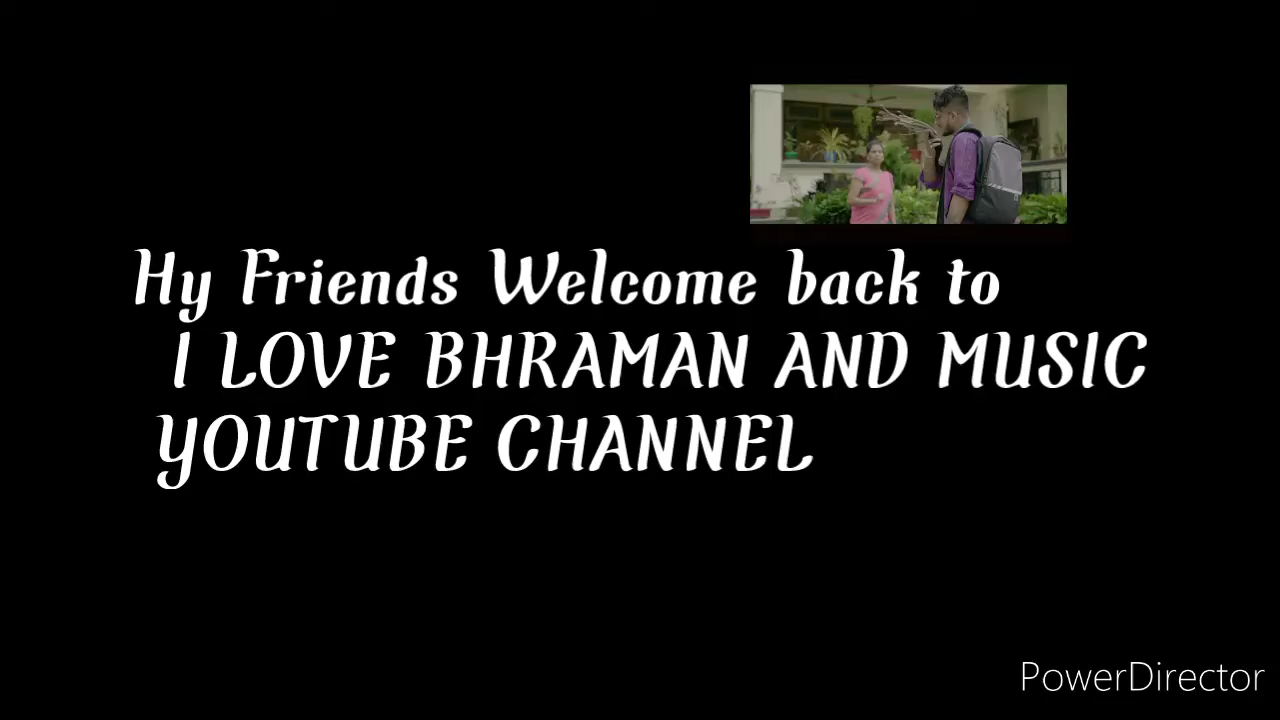 Hy Friends Welcome back to
I LOVE BHRAMAN AND MUSIC
YOUTUBE CHANNEL
PowerDirector